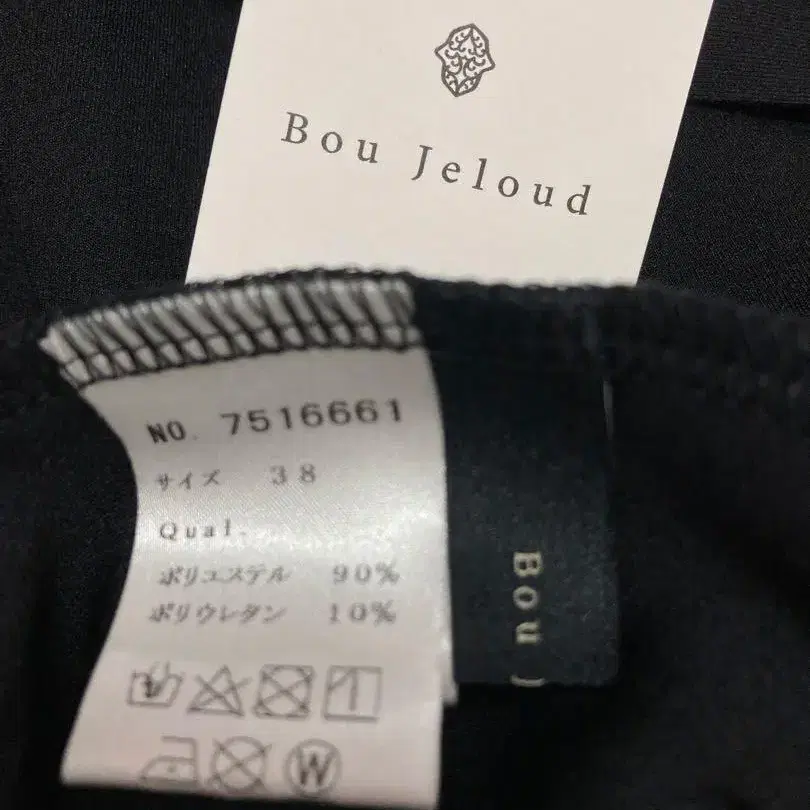 Bou Jeloud
NO. 7516661
サイズ 38
Qual.
ポリエステル 90%
ポリウレタン 10%
W
Bou J